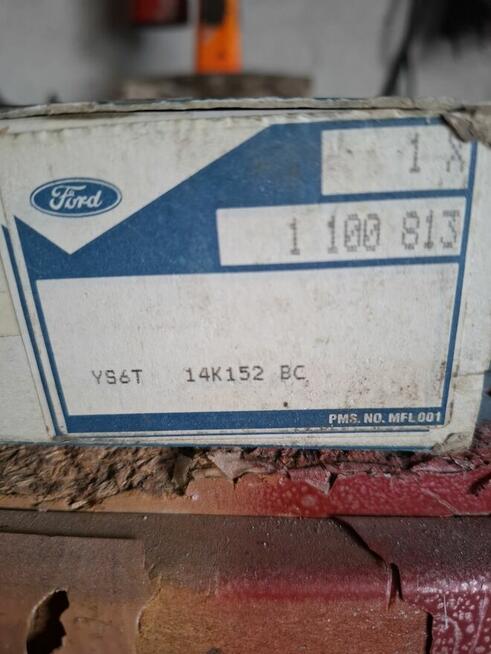 Ford
1 X
1 100 813
YS6T 14K152 BC
PMS. NO. MFL001